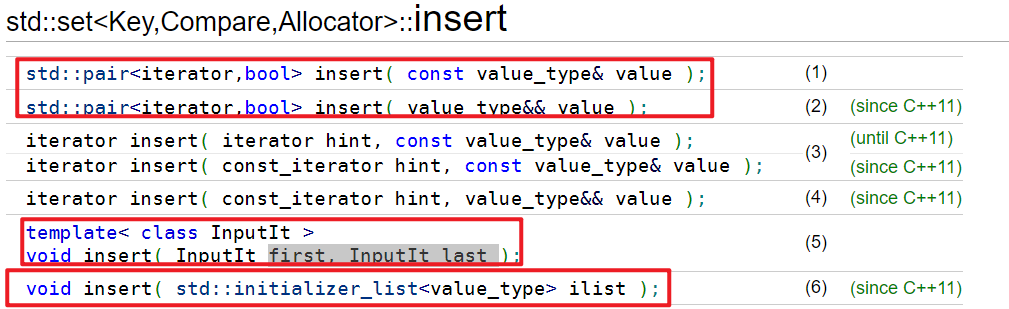 std::set<Key,Compare,Allocator>::insert
std::pair<iterator,bool> insert( const value_type& value ); (1)
std::pair<iterator,bool> insert( value_type&& value ); (2) (since C++11)
iterator insert( iterator hint, const value_type& value ); (until C++11)
(3)
iterator insert( const_iterator hint, const value_type& value ); (since C++11)
iterator insert( const_iterator hint, value_type&& value ); (4) (since C++11)
template< class InputIt >
(5)
void insert( InputIt first, InputIt last );
void insert( std::initializer_list<value_type> ilist ); (6) (since C++11)